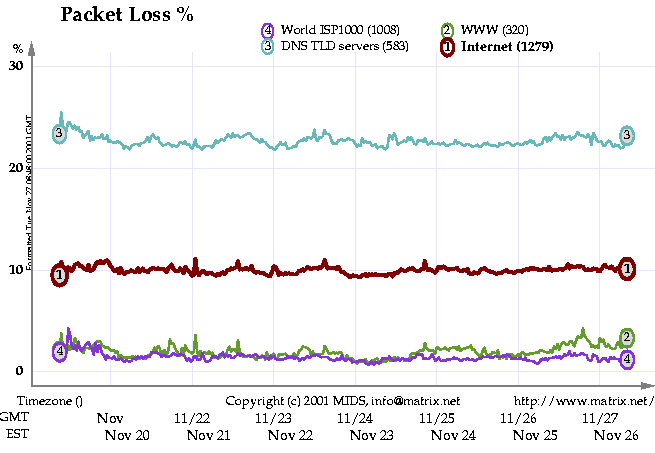 Packet Loss %
4 World ISP1000 (1008) 2 WWW (320)
3 DNS TLD servers (583) 1 Internet (1279)
%
30
3 3
20
1 10 1
2
4 4
0
Timezone () Copyright (c) 2001 MIDS, info@matrix.net http://www.matrix.net/
GMT Nov 11/22 11/23 11/24 11/25 11/26 11/27
EST Nov 20 Nov 21 Nov 22 Nov 23 Nov 24 Nov 25 Nov 26